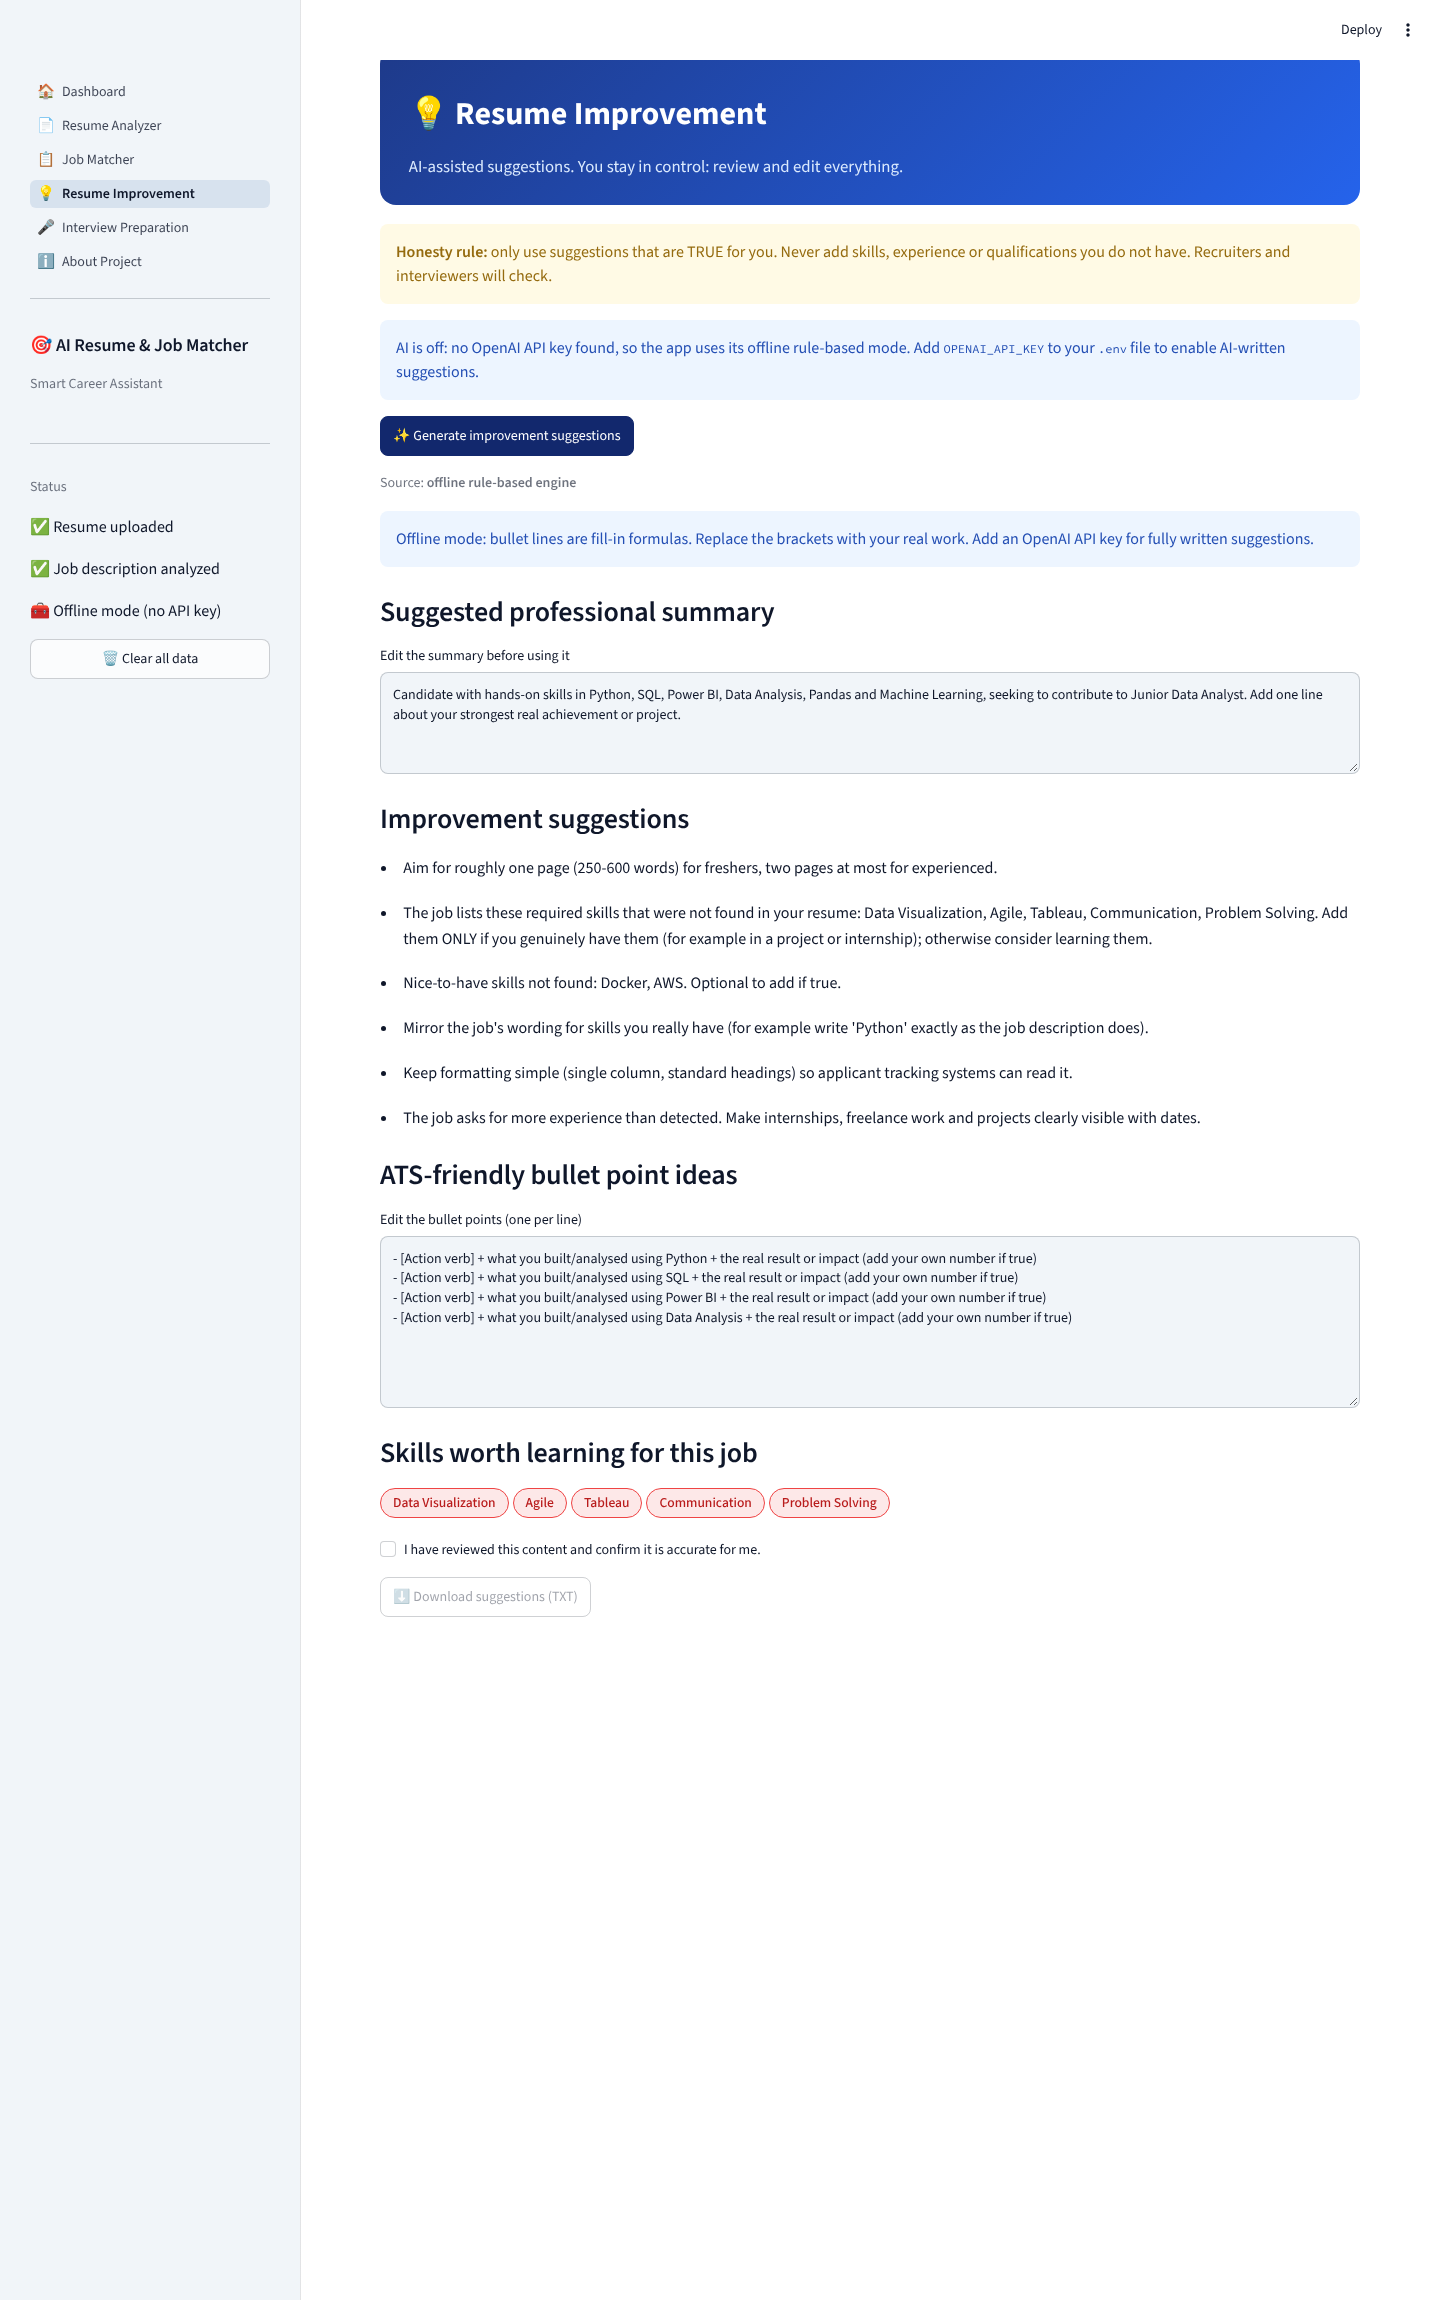 Deploy
🏠 Dashboard
📄 Resume Analyzer
📋 Job Matcher
💡 Resume Improvement
🎤 Interview Preparation
ℹ️ About Project
🎯 AI Resume & Job Matcher
Smart Career Assistant
Status
✅ Resume uploaded
✅ Job description analyzed
🧰 Offline mode (no API key)
🗑️ Clear all data
💡 Resume Improvement
AI-assisted suggestions. You stay in control: review and edit everything.
Honesty rule: only use suggestions that are TRUE for you. Never add skills, experience or qualifications you do not have. Recruiters and
interviewers will check.
AI is off: no OpenAI API key found, so the app uses its offline rule-based mode. Add OPENAI_API_KEY to your .env file to enable AI-written
suggestions.
✨ Generate improvement suggestions
Source: offline rule-based engine
Offline mode: bullet lines are fill-in formulas. Replace the brackets with your real work. Add an OpenAI API key for fully written suggestions.
Suggested professional summary
Edit the summary before using it
Candidate with hands-on skills in Python, SQL, Power BI, Data Analysis, Pandas and Machine Learning, seeking to contribute to Junior Data Analyst. Add one line
about your strongest real achievement or project.
Improvement suggestions
• Aim for roughly one page (250-600 words) for freshers, two pages at most for experienced.
• The job lists these required skills that were not found in your resume: Data Visualization, Agile, Tableau, Communication, Problem Solving. Add
them ONLY if you genuinely have them (for example in a project or internship); otherwise consider learning them.
• Nice-to-have skills not found: Docker, AWS. Optional to add if true.
• Mirror the job's wording for skills you really have (for example write 'Python' exactly as the job description does).
• Keep formatting simple (single column, standard headings) so applicant tracking systems can read it.
• The job asks for more experience than detected. Make internships, freelance work and projects clearly visible with dates.
ATS-friendly bullet point ideas
Edit the bullet points (one per line)
- [Action verb] + what you built/analysed using Python + the real result or impact (add your own number if true)
- [Action verb] + what you built/analysed using SQL + the real result or impact (add your own number if true)
- [Action verb] + what you built/analysed using Power BI + the real result or impact (add your own number if true)
- [Action verb] + what you built/analysed using Data Analysis + the real result or impact (add your own number if true)
Skills worth learning for this job
Data Visualization Agile Tableau Communication Problem Solving
I have reviewed this content and confirm it is accurate for me.
⬇️ Download suggestions (TXT)